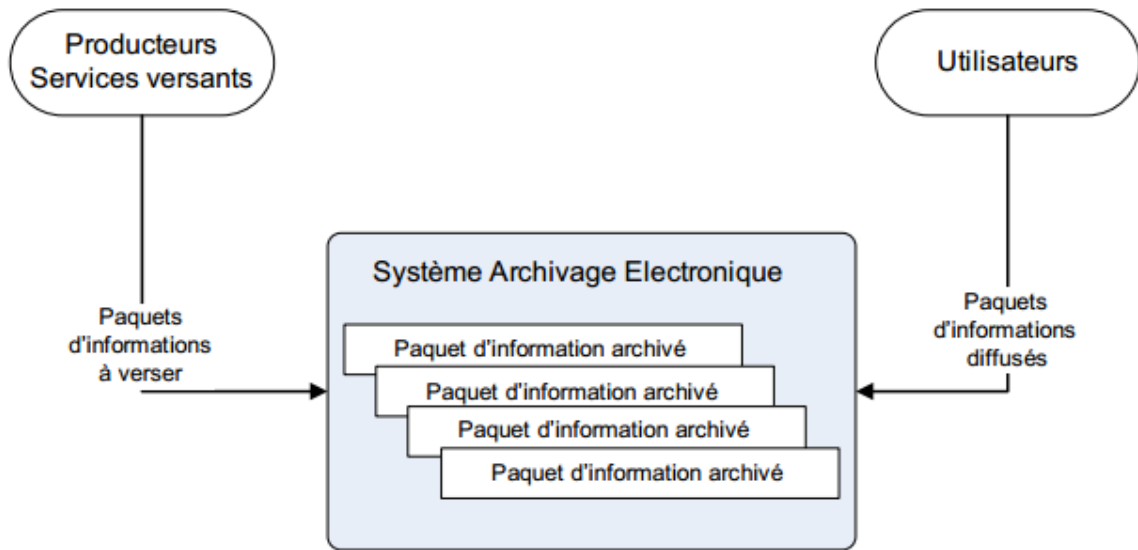 Producteurs
Services versants
Utilisateurs
Système Archivage Electronique
Paquets
d'informations
à verser
Paquets
d'informations
diffusés
Paquet d'information archivé
Paquet d'information archivé
Paquet d'information archivé
Paquet d'information archivé